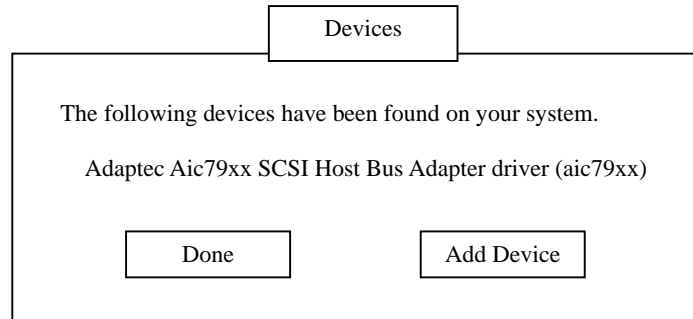 Devices
The following devices have been found on your system.
Adaptec Aic79xx SCSI Host Bus Adapter driver (aic79xx)
Done
Add Device